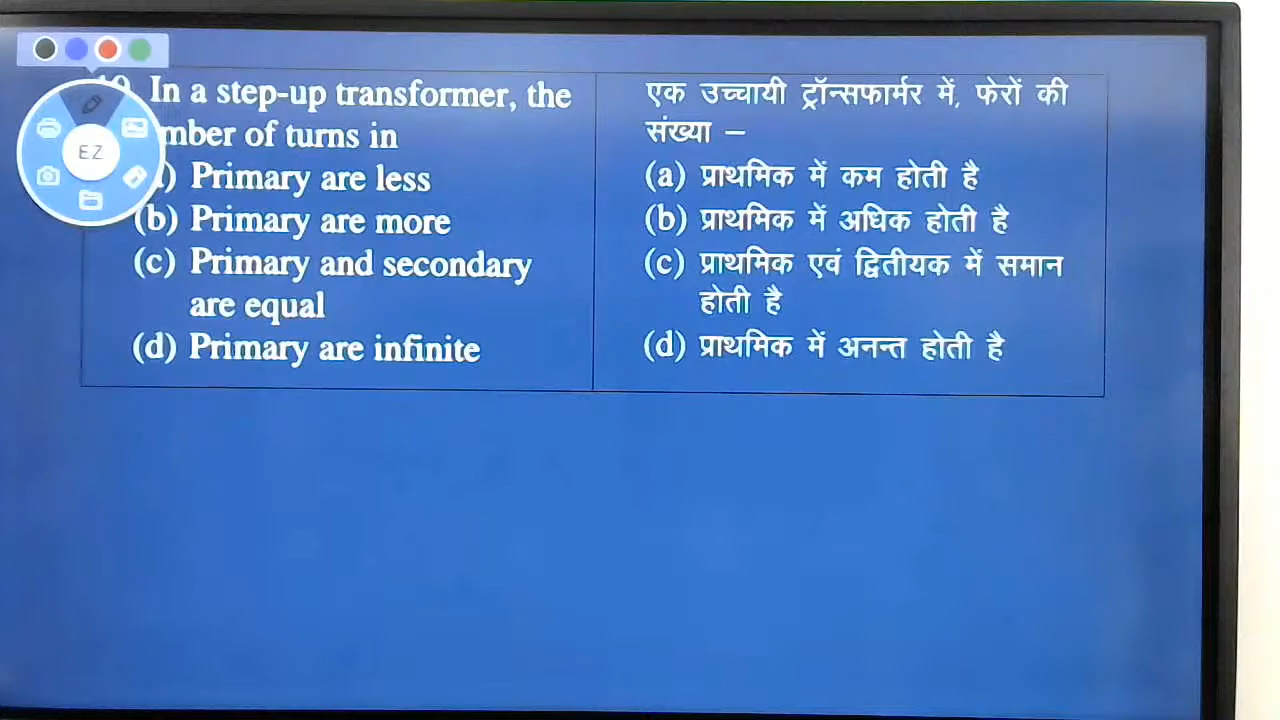 EZ
In a step-up transformer, the
of turns in
Primary are less
(b) Primary are more
(c) Primary and secondary
are equal
(d) Primary are infinite
एक उच्चायी ट्रॉन्सफार्मर में, फेरों की
संख्या –
(a) प्राथमिक में कम होती है
(b) प्राथमिक में अधिक होती है
(c) प्राथमिक एवं द्वितीयक में समान
होती है
(d) प्राथमिक में अनन्त होती है